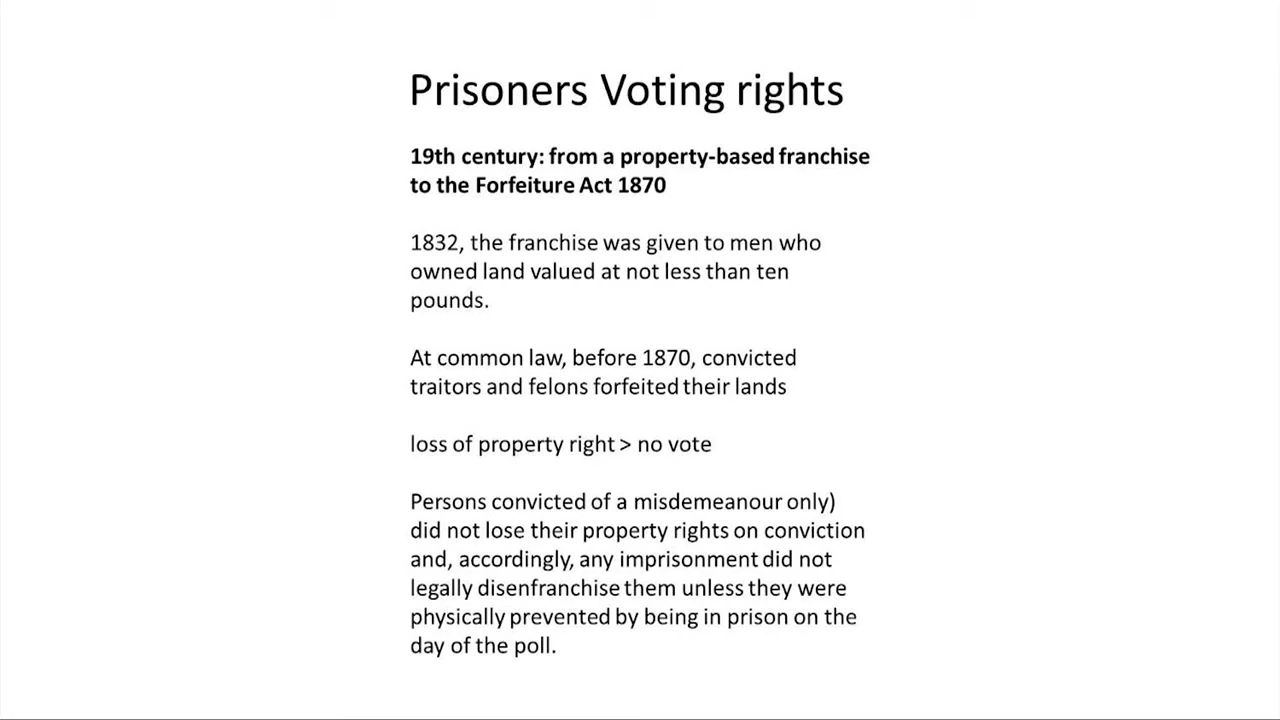 Prisoners Voting rights
19th century: from a property-based franchise
to the Forfeiture Act 1870
1832, the franchise was given to men who
owned land valued at not less than ten
pounds.
At common law, before 1870, convicted
traitors and felons forfeited their lands
loss of property right > no vote
Persons convicted of a misdemeanour only)
did not lose their property rights on conviction
and, accordingly, any imprisonment did not
legally disenfranchise them unless they were
physically prevented by being in prison on the
day of the poll.